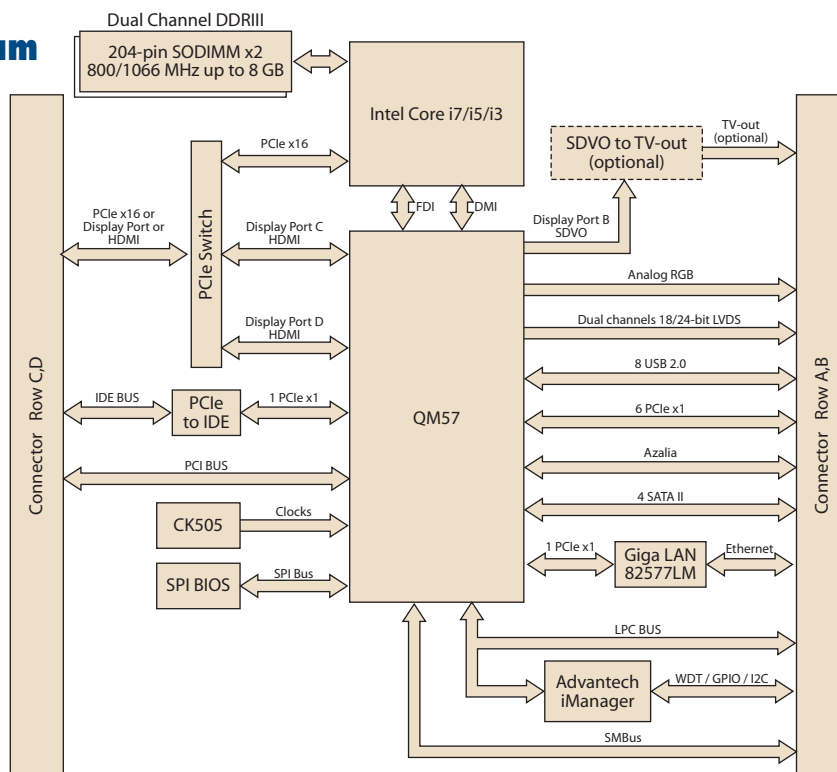 Dual Channel DDRIII
204-pin SODIMM x2
800/1066 MHz up to 8 GB
Intel Core i7/i5/i3
TV-out
(optional)
SDVO to TV-out
(optional)
PCIe x16
FDI
DMI
PCIe x16 or
Display Port or
HDMI
PCIe Switch
Display Port C
HDMI
Display Port B
SDVO
Analog RGB
Display Port D
HDMI
Dual channels 18/24-bit LVDS
8 USB 2.0
Connector Row C,D
QM57
Connector Row A,B
IDE BUS
PCIe
to IDE
1 PCIe x1
6 PCIe x1
PCI BUS
Azalia
CK505
Clocks
4 SATA II
1 PCIe x1
Giga LAN
82577LM
Ethernet
SPI BIOS
SPI Bus
LPC BUS
Advantech
iManager
WDT / GPIO / I2C
SMBus